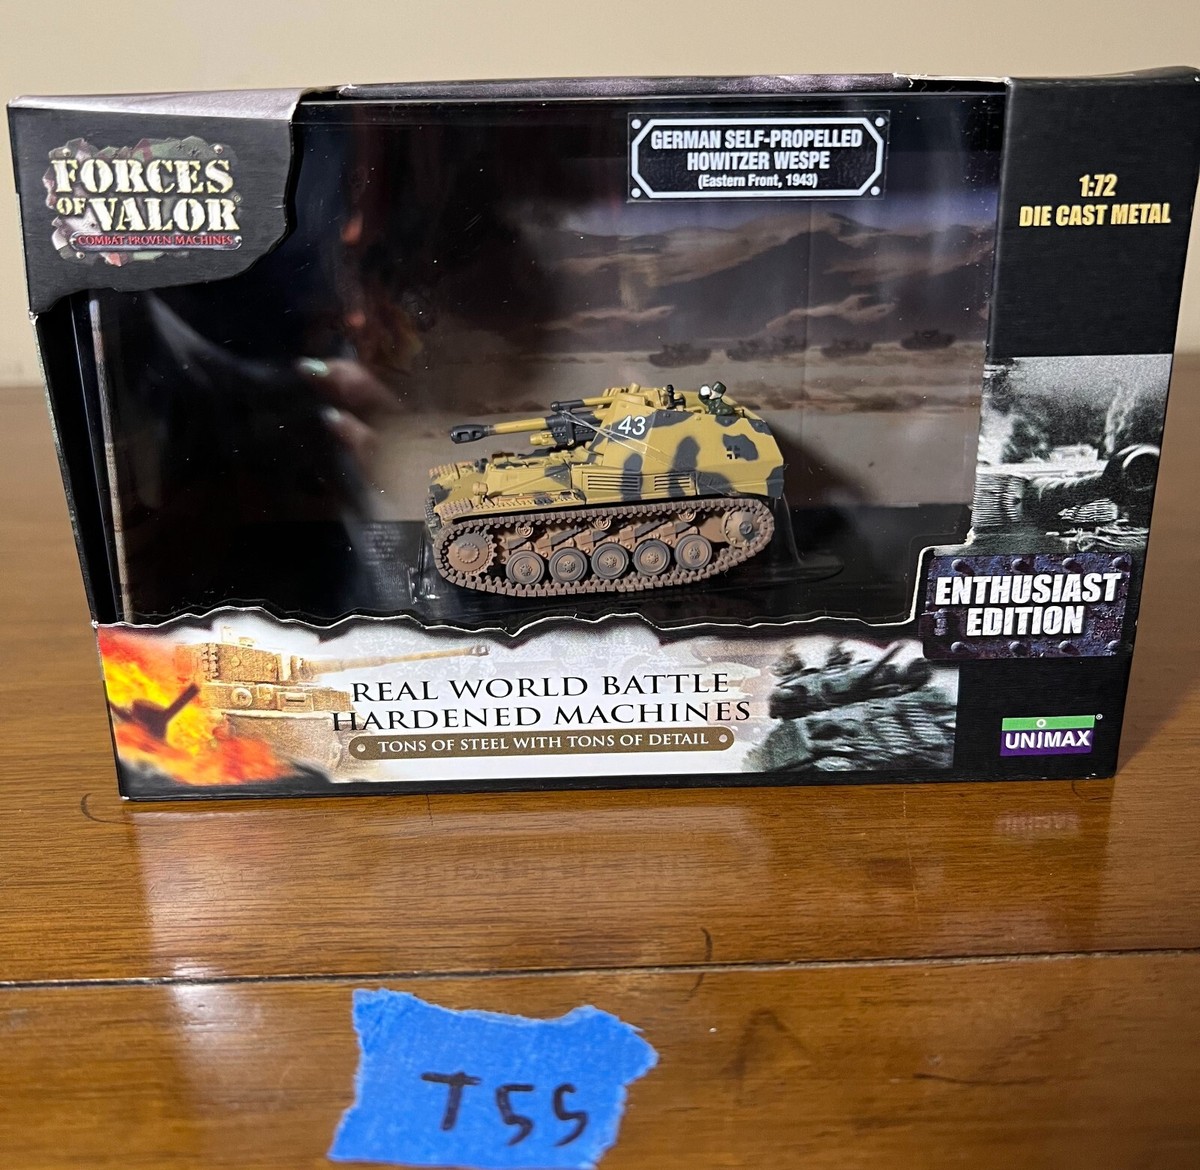 FORCES
OF VALOR
COMBAT PROVEN MACHINES
GERMAN SELF-PROPELLED
HOWITZER WESPE
(Eastern Front, 1943)
1:72
DIE CAST METAL
43
ENTHUSIAST
EDITION
REAL WORLD BATTLE
HARDENED MACHINES
TONS OF STEEL WITH TONS OF DETAIL
UNIMAX®
T55